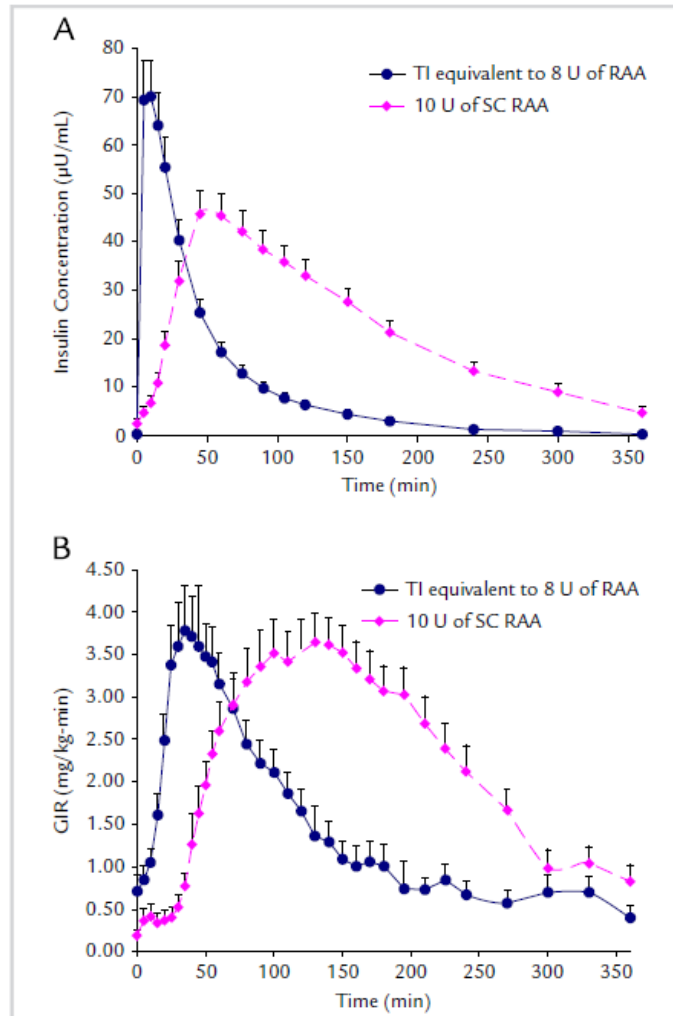 A
80
70
60
50
40
30
20
10
0
Insulin Concentration (µU/mL)
TI equivalent to 8 U of RAA
10 U of SC RAA
0 50 100 150 200 250 300 350
Time (min)
B
4.50
4.00
3.50
3.00
2.50
2.00
1.50
1.00
0.50
0.00
GIR (mg/kg-min)
TI equivalent to 8 U of RAA
10 U of SC RAA
0 50 100 150 200 250 300 350
Time (min)